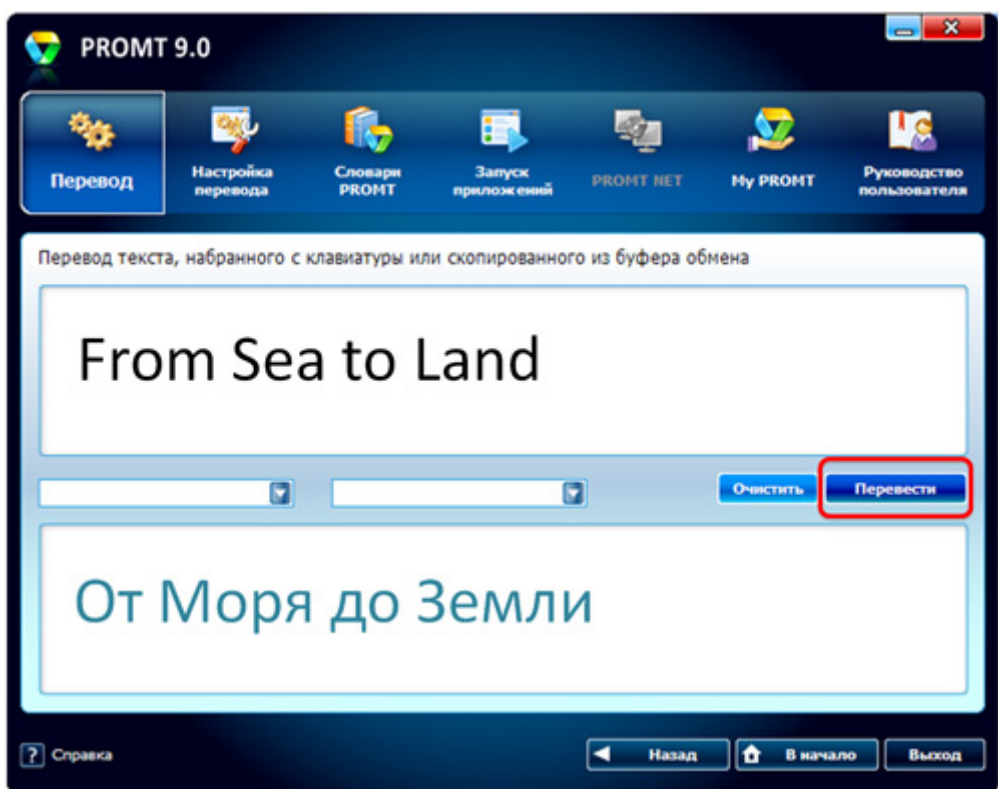 PROMT 9.0
Перевод
Настройка
перевода
Словари
PROMT
Запуск
приложений
PROMT NET
My PROMT
Руководство
пользователя
Перевод текста, набранного с клавиатуры или скопированного из буфера обмена
From Sea to Land
Очистить Перевести
От Моря до Земли
? Справка Назад В начало Выход